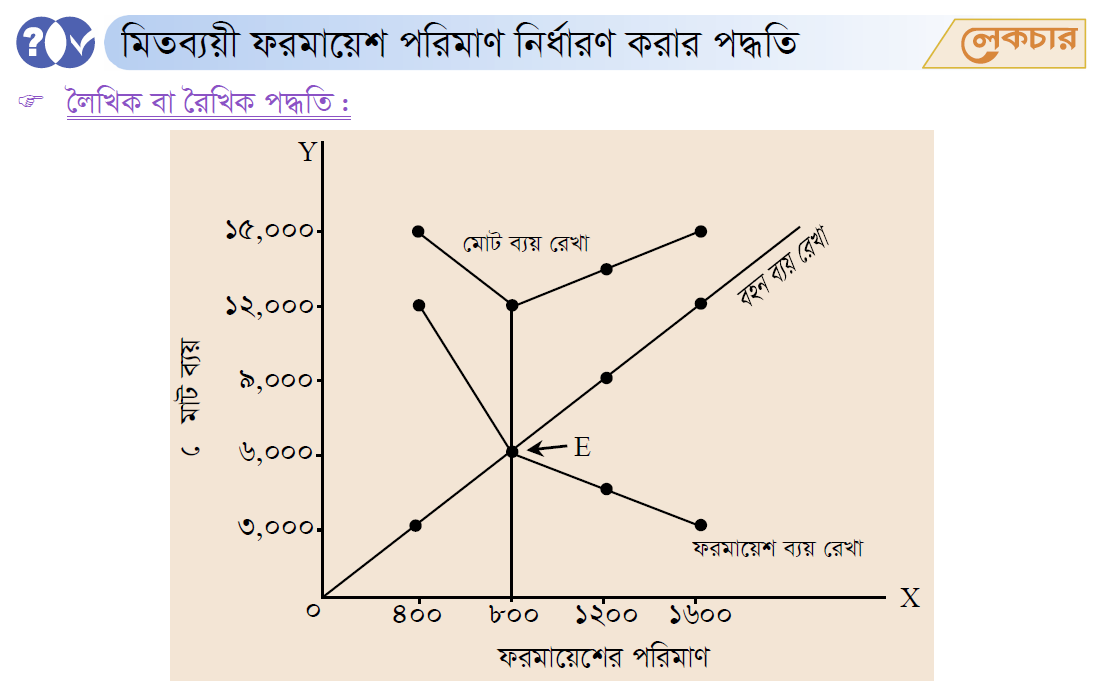 মিতব্যয়ী ফরমায়েশ পরিমাণ নির্ধারণ করার পদ্ধতি
লেকচার
লৈখিক বা রৈখিক পদ্ধতি :
Y
১৫,০০০
মোট ব্যয় রেখা
বহন ব্যয় রেখা
১২,০০০
৯,০০০
মোট ব্যয়
৬,০০০
E
৩,০০০
ফরমায়েশ ব্যয় রেখা
০
৪০০ ৮০০ ১২০০ ১৬০০
X
ফরমায়েশের পরিমাণ